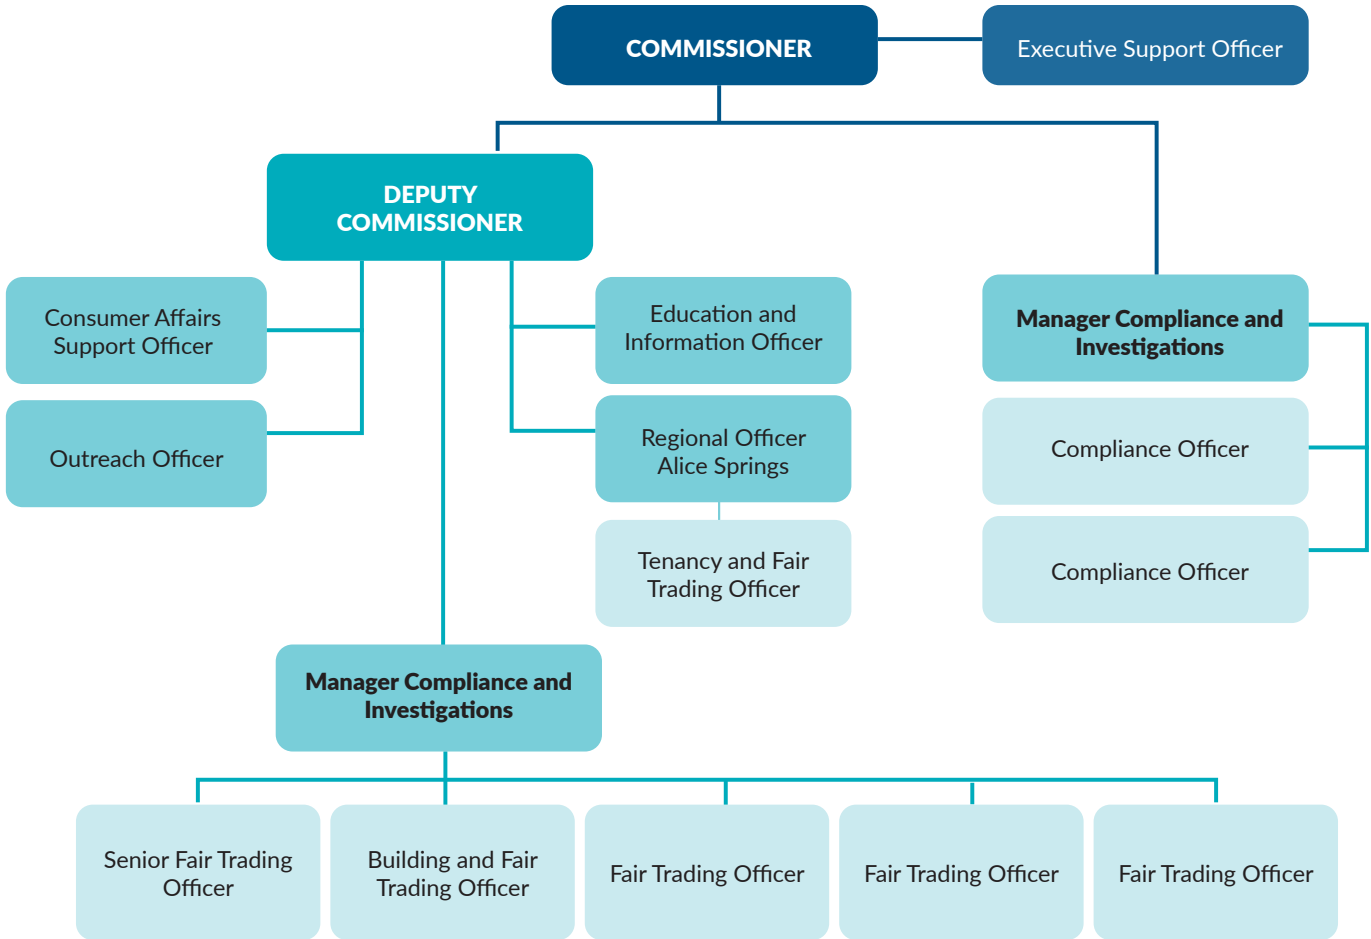 COMMISSIONER
Executive Support Officer
DEPUTY
COMMISSIONER
Consumer Affairs
Support Officer
Outreach Officer
Education and
Information Officer
Regional Officer
Alice Springs
Tenancy and Fair
Trading Officer
Manager Compliance and
Investigations
Compliance Officer
Compliance Officer
Manager Compliance and
Investigations
Senior Fair Trading
Officer
Building and Fair
Trading Officer
Fair Trading Officer
Fair Trading Officer
Fair Trading Officer